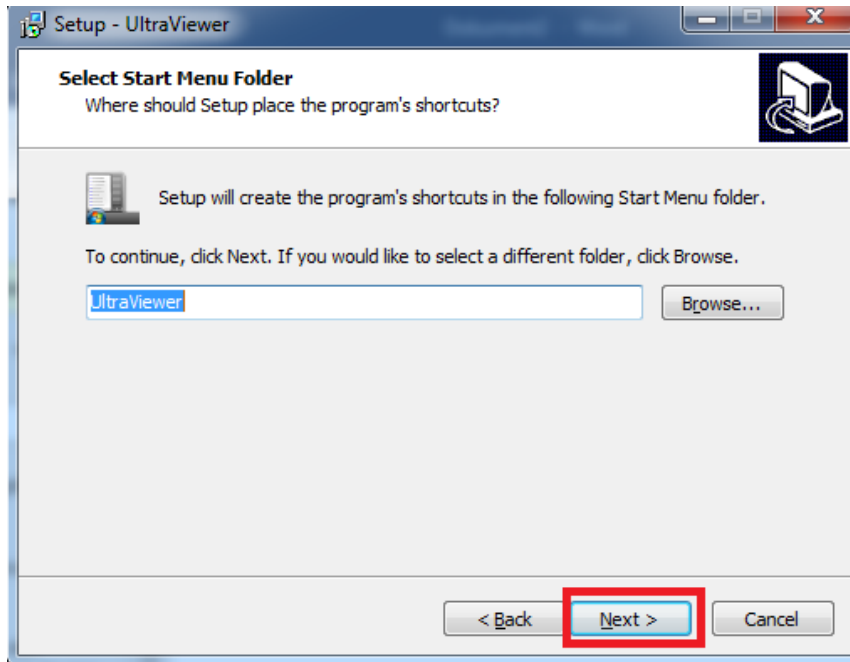 Setup - UltraViewer
Select Start Menu Folder
Where should Setup place the program's shortcuts?
Setup will create the program's shortcuts in the following Start Menu folder.
To continue, click Next. If you would like to select a different folder, click Browse.
UltraViewer
Browse...
< Back
Next >
Cancel